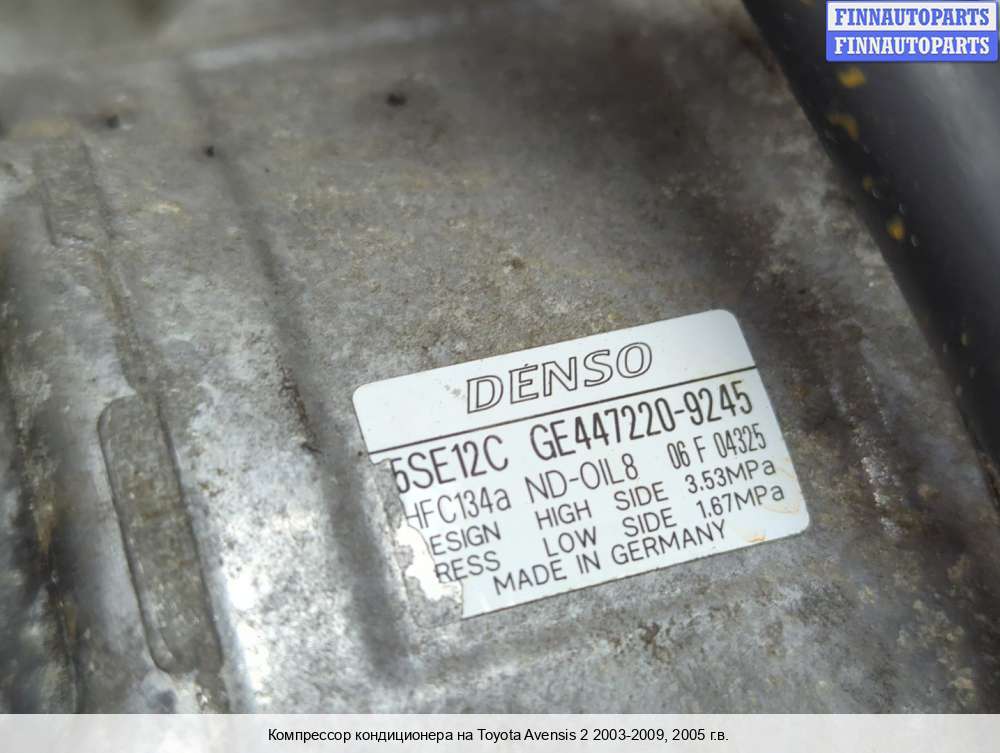 FINNAUTOPARTS
FINNAUTOPARTS
DENSO
5SE12C GE447220-9245
HFC134a ND-OIL8 06 F 04325
ESIGN HIGH SIDE 3.53MPa
RESS LOW SIDE 1.67MPa
MADE IN GERMANY
Компрессор кондиционера на Toyota Avensis 2 2003-2009, 2005 г.в.